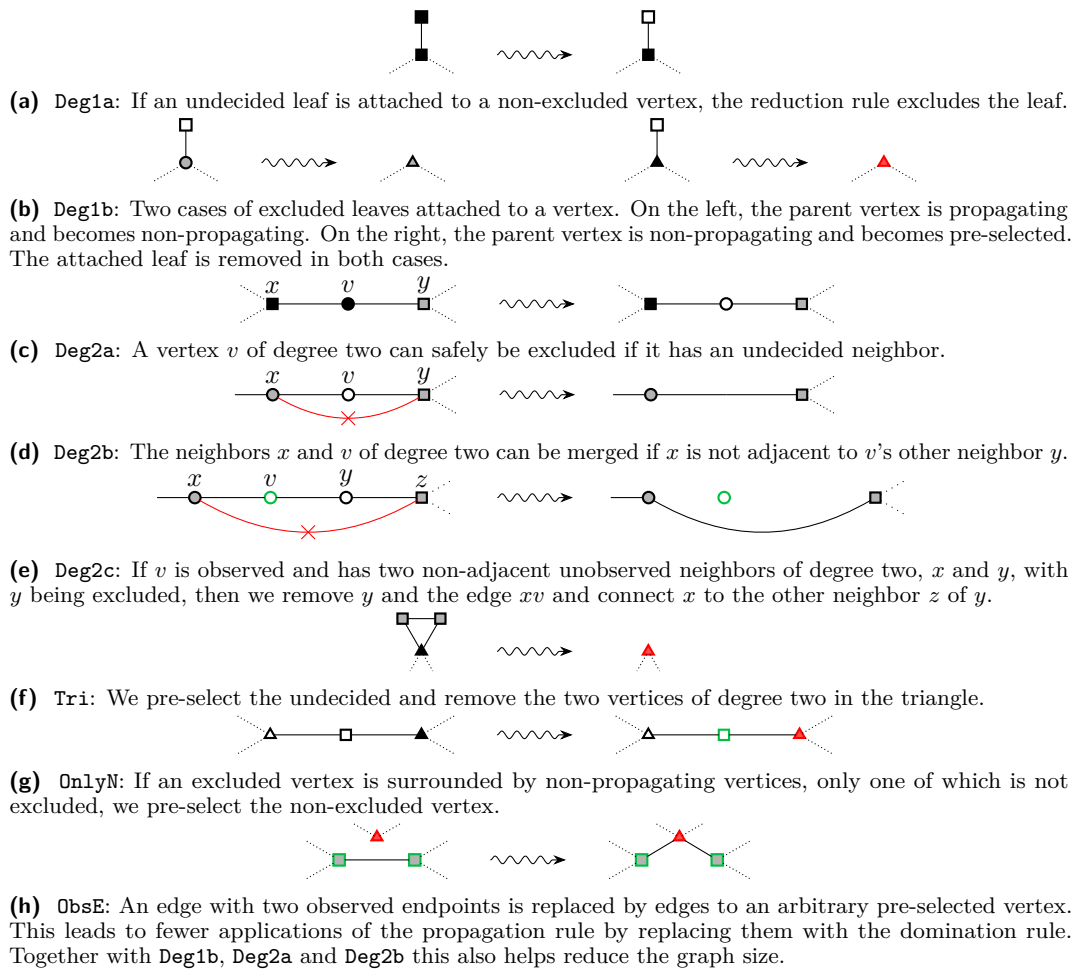 (a) Deg1a: If an undecided leaf is attached to a non-excluded vertex, the reduction rule excludes the leaf.
(b) Deg1b: Two cases of excluded leaves attached to a vertex. On the left, the parent vertex is propagating
and becomes non-propagating. On the right, the parent vertex is non-propagating and becomes pre-selected.
The attached leaf is removed in both cases.
x v y
(c) Deg2a: A vertex v of degree two can safely be excluded if it has an undecided neighbor.
x v y
(d) Deg2b: The neighbors x and v of degree two can be merged if x is not adjacent to v's other neighbor y.
x v y z
(e) Deg2c: If v is observed and has two non-adjacent unobserved neighbors of degree two, x and y, with
y being excluded, then we remove y and the edge xv and connect x to the other neighbor z of y.
(f) Tri: We pre-select the undecided and remove the two vertices of degree two in the triangle.
(g) OnlyN: If an excluded vertex is surrounded by non-propagating vertices, only one of which is not
excluded, we pre-select the non-excluded vertex.
(h) ObsE: An edge with two observed endpoints is replaced by edges to an arbitrary pre-selected vertex.
This leads to fewer applications of the propagation rule by replacing them with the domination rule.
Together with Deg1b, Deg2a and Deg2b this also helps reduce the graph size.